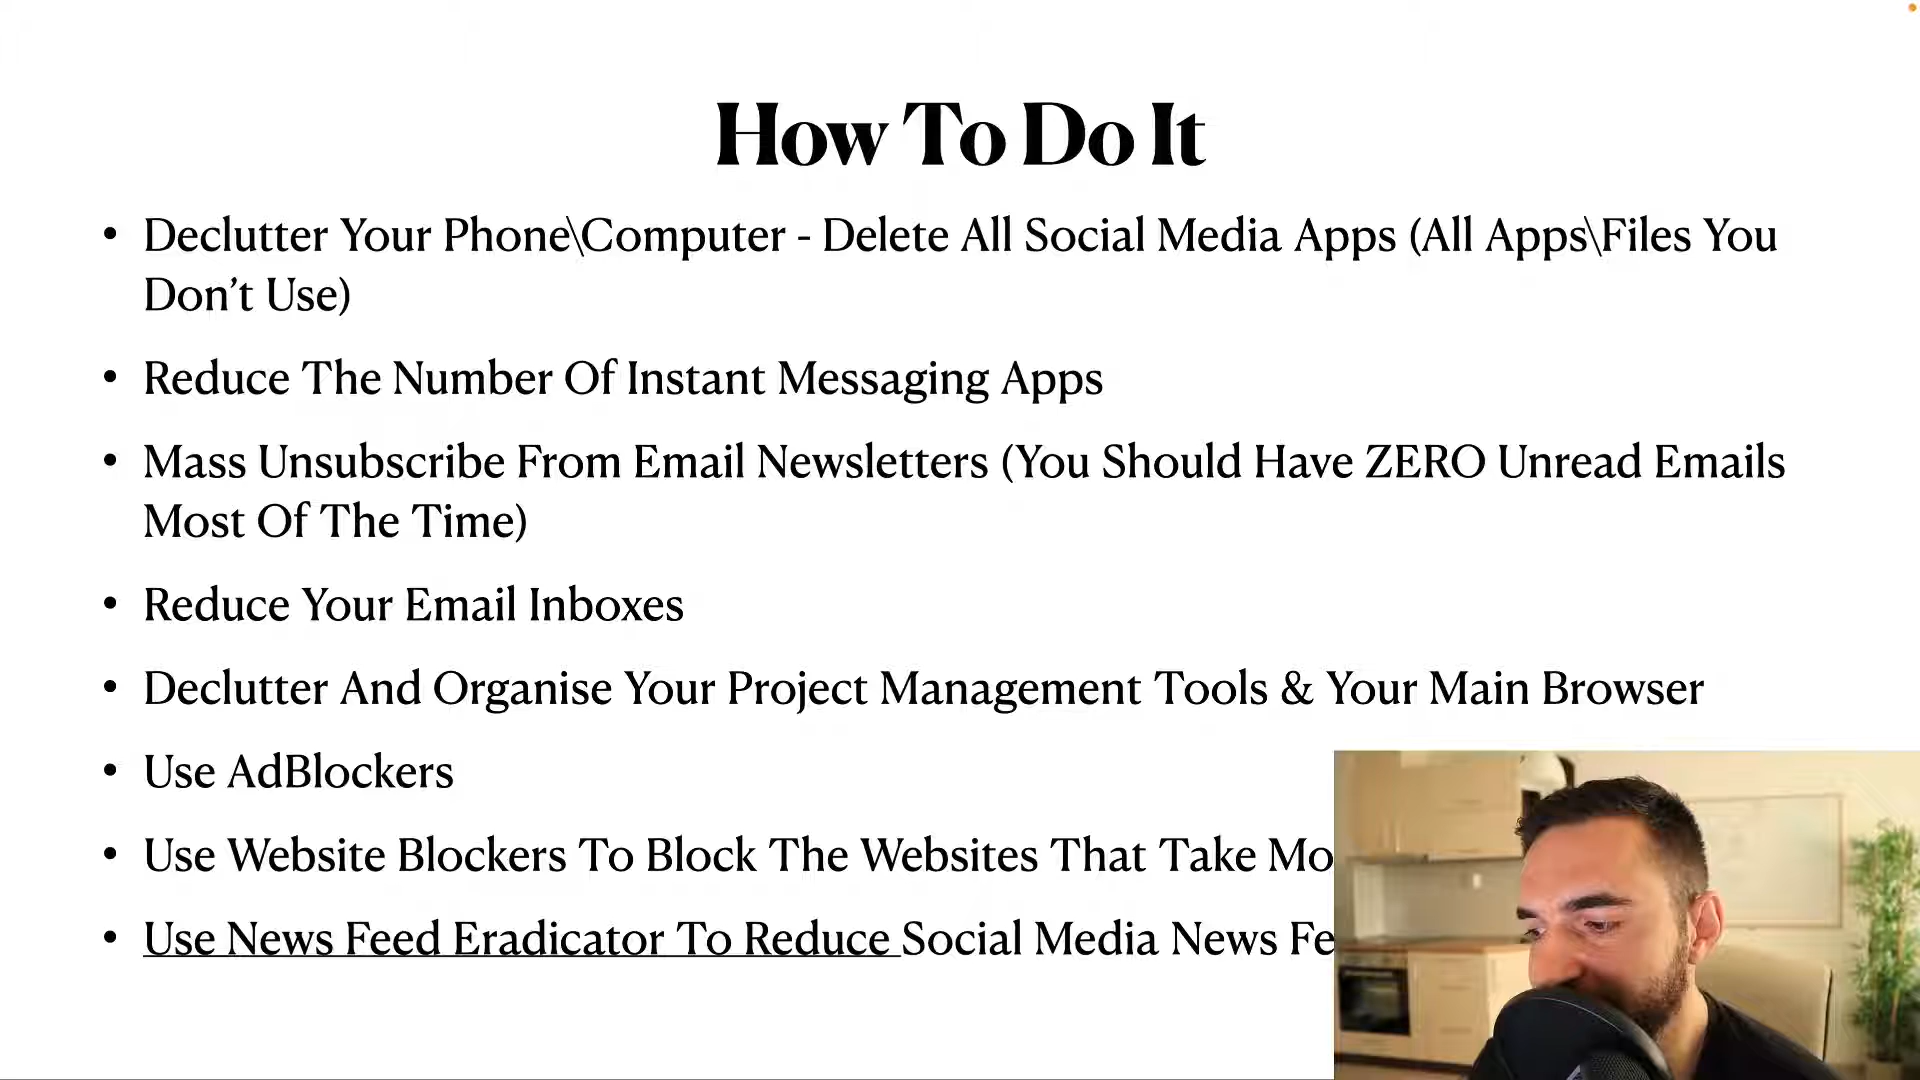 How To Do It
• Declutter Your Phone\Computer - Delete All Social Media Apps (All Apps\Files You
Don’t Use)
• Reduce The Number Of Instant Messaging Apps
• Mass Unsubscribe From Email Newsletters (You Should Have ZERO Unread Emails
Most Of The Time)
• Reduce Your Email Inboxes
• Declutter And Organise Your Project Management Tools & Your Main Browser
• Use AdBlockers
• Use Website Blockers To Block The Websites That Take
• Use News Feed Eradicator To Reduce Social Media News